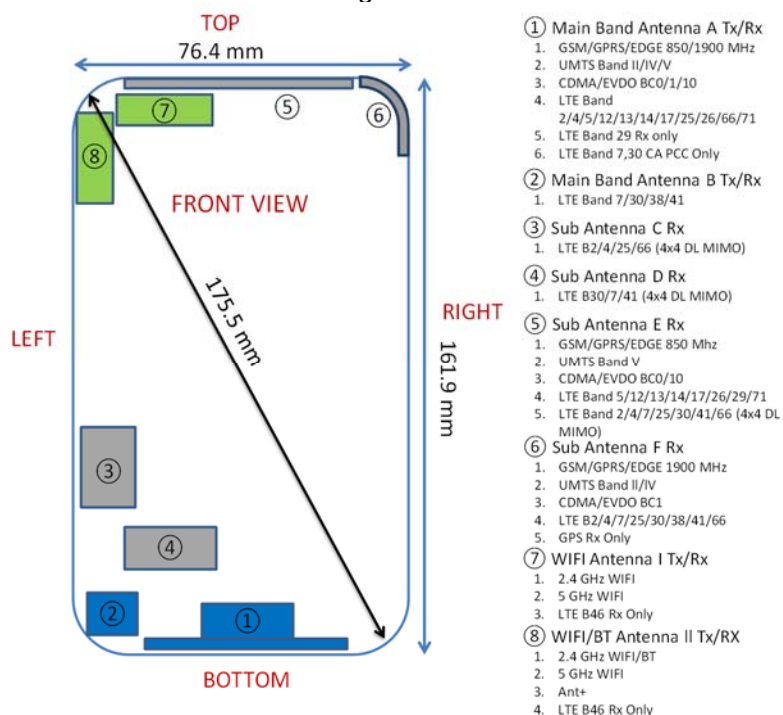 TOP
76.4 mm
⑦
⑤
⑥
⑧
FRONT VIEW
175.5 mm
LEFT
RIGHT
161.9 mm
③
④
②
①
BOTTOM
① Main Band Antenna A Tx/Rx
1. GSM/GPRS/EDGE 850/1900 MHz
2. UMTS Band II/IV/V
3. CDMA/EVDO BC0/1/10
4. LTE Band
2/4/5/12/13/14/17/25/26/66/71
5. LTE Band 29 Rx only
6. LTE Band 7,30 CA PCC Only
② Main Band Antenna B Tx/Rx
1. LTE Band 7/30/38/41
③ Sub Antenna C Rx
1. LTE B2/4/25/66 (4x4 DL MIMO)
④ Sub Antenna D Rx
1. LTE B30/7/41 (4x4 DL MIMO)
⑤ Sub Antenna E Rx
1. GSM/GPRS/EDGE 850 Mhz
2. UMTS Band V
3. CDMA/EVDO BC0/10
4. LTE Band 5/12/13/14/17/26/29/71
5. LTE Band 2/4/7/25/30/41/66 (4x4 DL
MIMO)
⑥ Sub Antenna F Rx
1. GSM/GPRS/EDGE 1900 MHz
2. UMTS Band II/IV
3. CDMA/EVDO BC1
4. LTE B2/4/7/25/30/38/41/66
5. GPS Rx Only
⑦ WIFI Antenna I Tx/Rx
1. 2.4 GHz WIFI
2. 5 GHz WIFI
3. LTE B46 Rx Only
⑧ WIFI/BT Antenna II Tx/RX
1. 2.4 GHz WIFI/BT
2. 5 GHz WIFI
3. Ant+
4. LTE B46 Rx Only